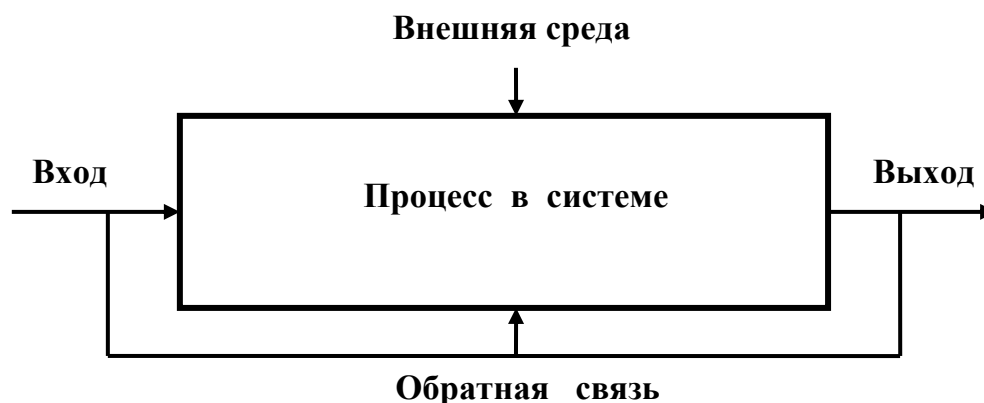 Внешняя среда
Вход
Процесс в системе
Выход
Обратная связь